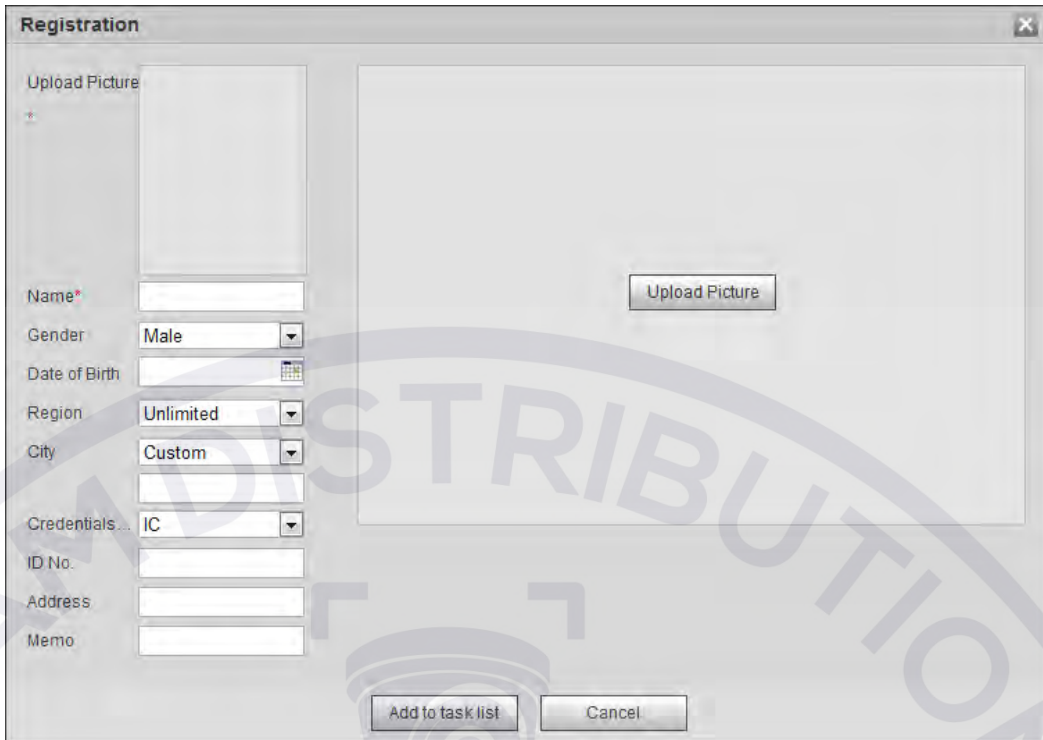 Registration
Upload Picture
*
Upload Picture
Name*
Gender Male
Date of Birth
Region Unlimited
City Custom
Credentials... IC
ID No.
Address
Memo
Add to task list Cancel
AM DISTRIBUTIO